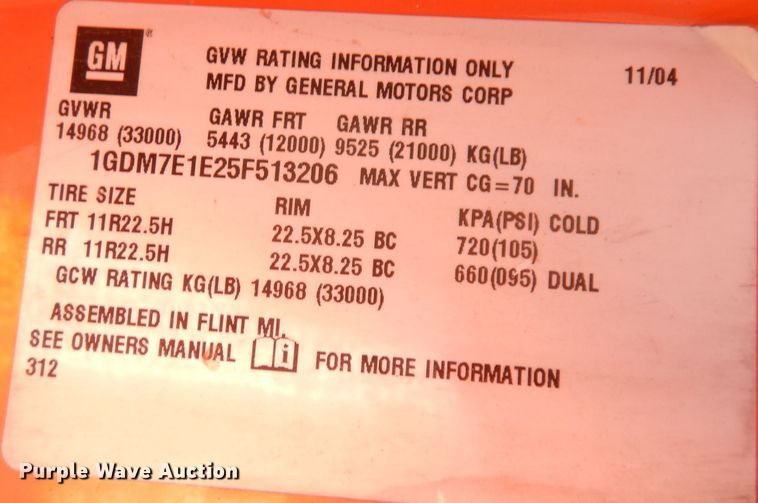 GM
GVW RATING INFORMATION ONLY 11/04
MFD BY GENERAL MOTORS CORP
GVWR GAWR FRT GAWR RR
14968 (33000) 5443 (12000) 9525 (21000) KG(LB)
1GDM7E1E25F513206 MAX VERT CG=70 IN.
TIRE SIZE RIM KPA(PSI) COLD
FRT 11R22.5H 22.5X8.25 BC 720(105)
RR 11R22.5H 22.5X8.25 BC 660(095) DUAL
GCW RATING KG(LB) 14968 (33000)
ASSEMBLED IN FLINT MI.
SEE OWNERS MANUAL i FOR MORE INFORMATION
312
Purple Wave Auction